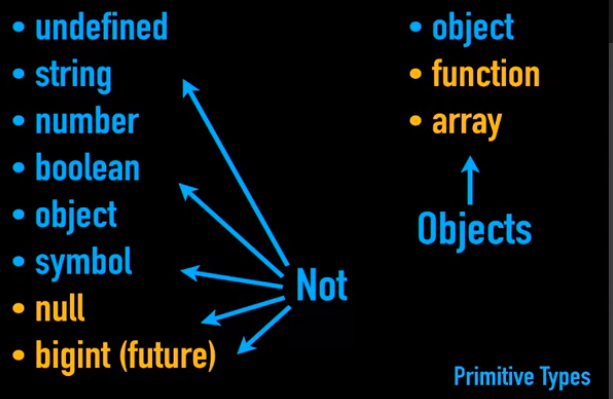 • undefined
• string
• number
• boolean
• object
• symbol
• null
• bigint (future)
Not
• object
• function
• array
Objects
Primitive Types